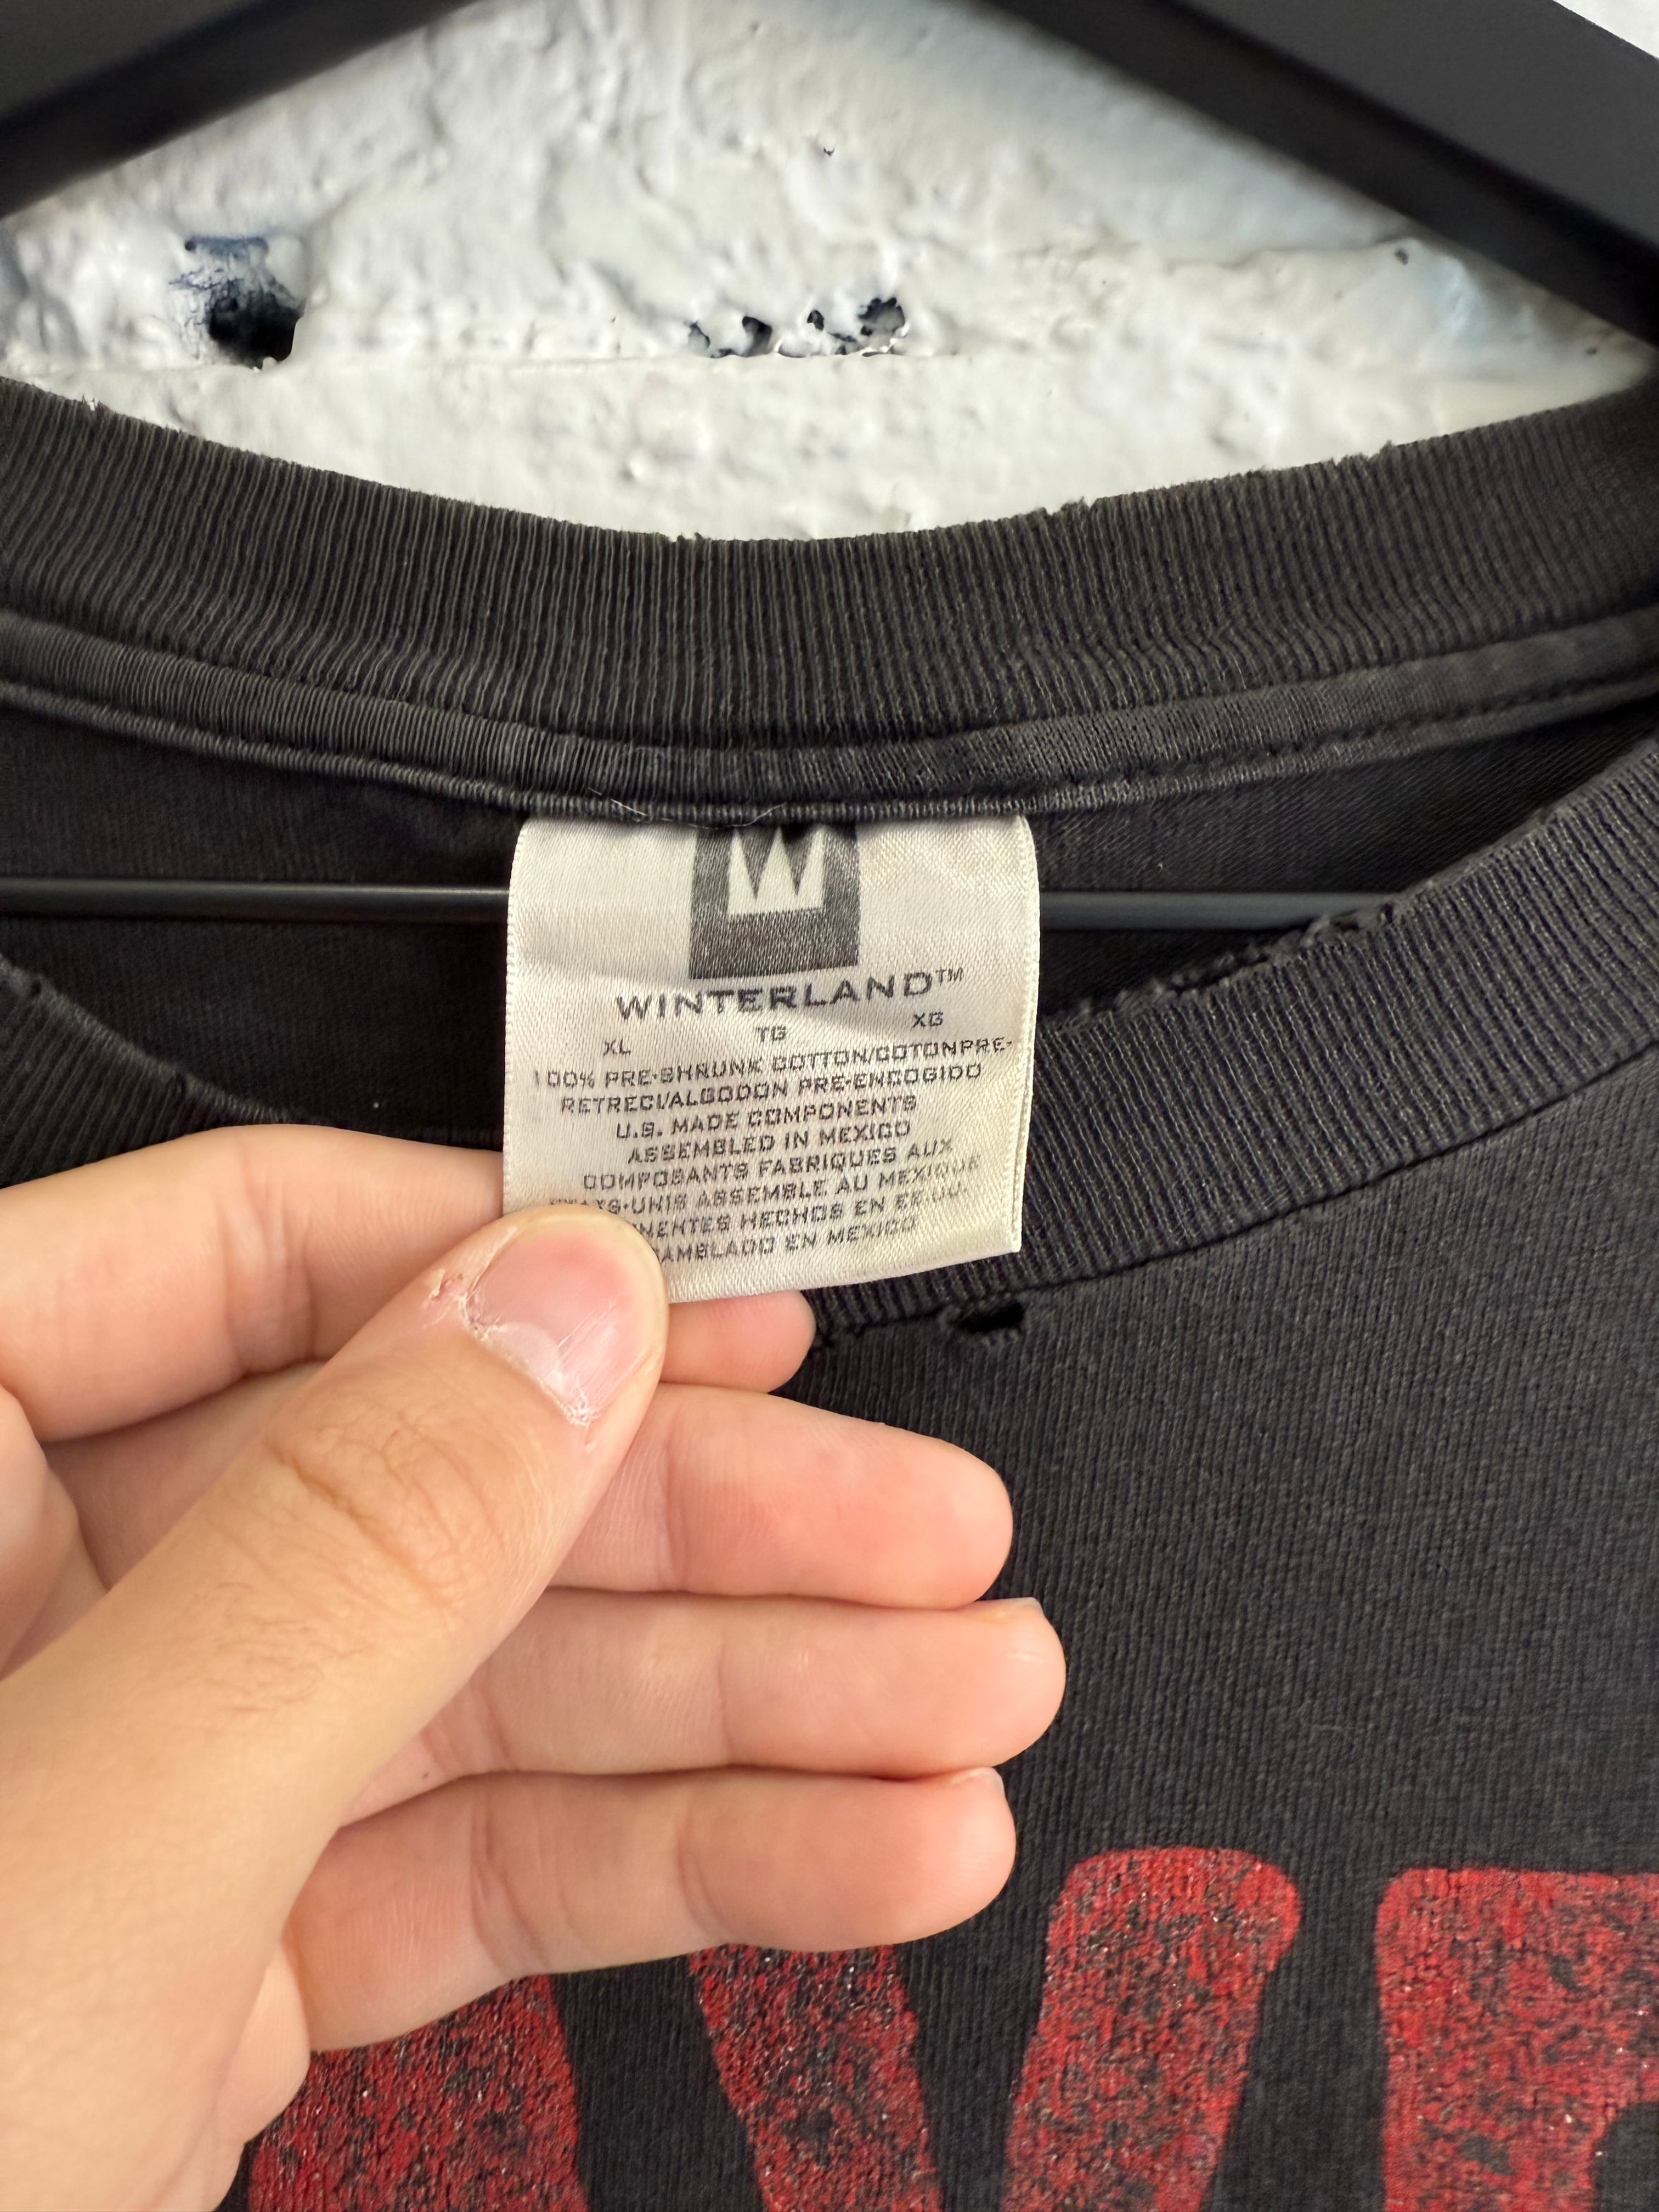 W
WINTERLAND™
XL TG XG
100% PRE-SHRUNK COTTON/COTONPRE-
RETRECI/ALGODON PRE-ENCOGIDO
U.S. MADE COMPONENTS
ASSEMBLED IN MEXICO
COMPOSANTS FABRIQUES AUX
ASSEMBLE AU MEXIQUE
HECHOS EN EE.UU.
EN MEXICO